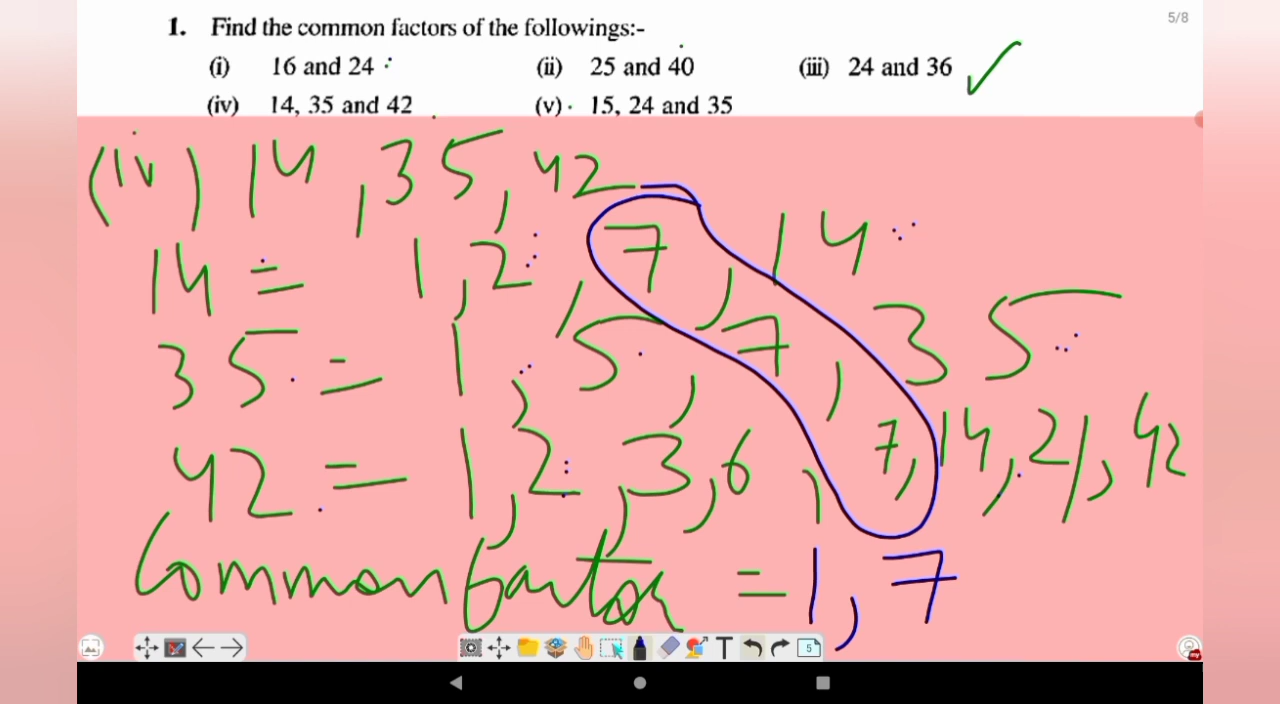 5/8
1. Find the common factors of the followings:-
(i) 16 and 24 (ii) 25 and 40 (iii) 24 and 36
(iv) 14, 35 and 42 (v) 15, 24 and 35
(iv) 14, 35, 42
14 = 1, 2, 7, 14
35 = 1, 5, 7, 35
42 = 1, 2, 3, 6, 7, 14, 21, 42
Common factor = 1, 7
T 5